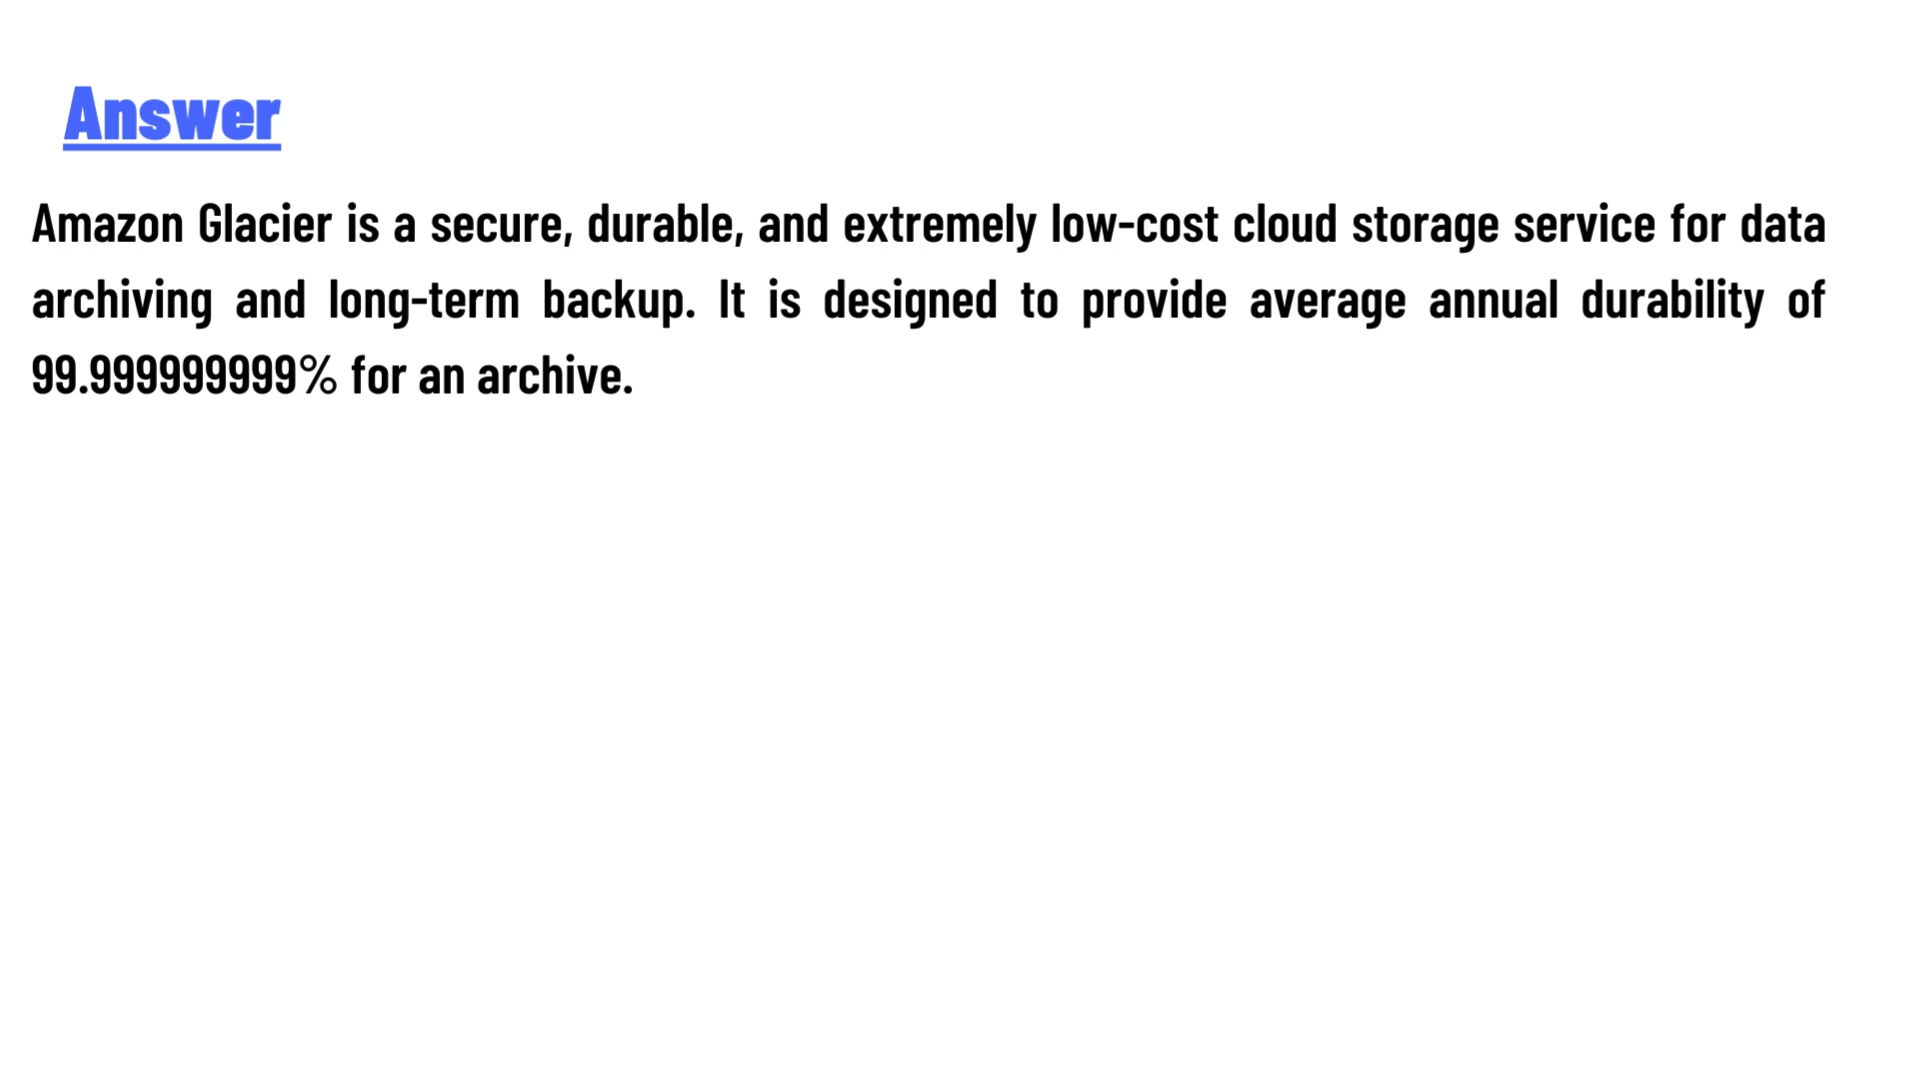 Answer
Amazon Glacier is a secure, durable, and extremely low-cost cloud storage service for data
archiving and long-term backup. It is designed to provide average annual durability of
99.999999999% for an archive.